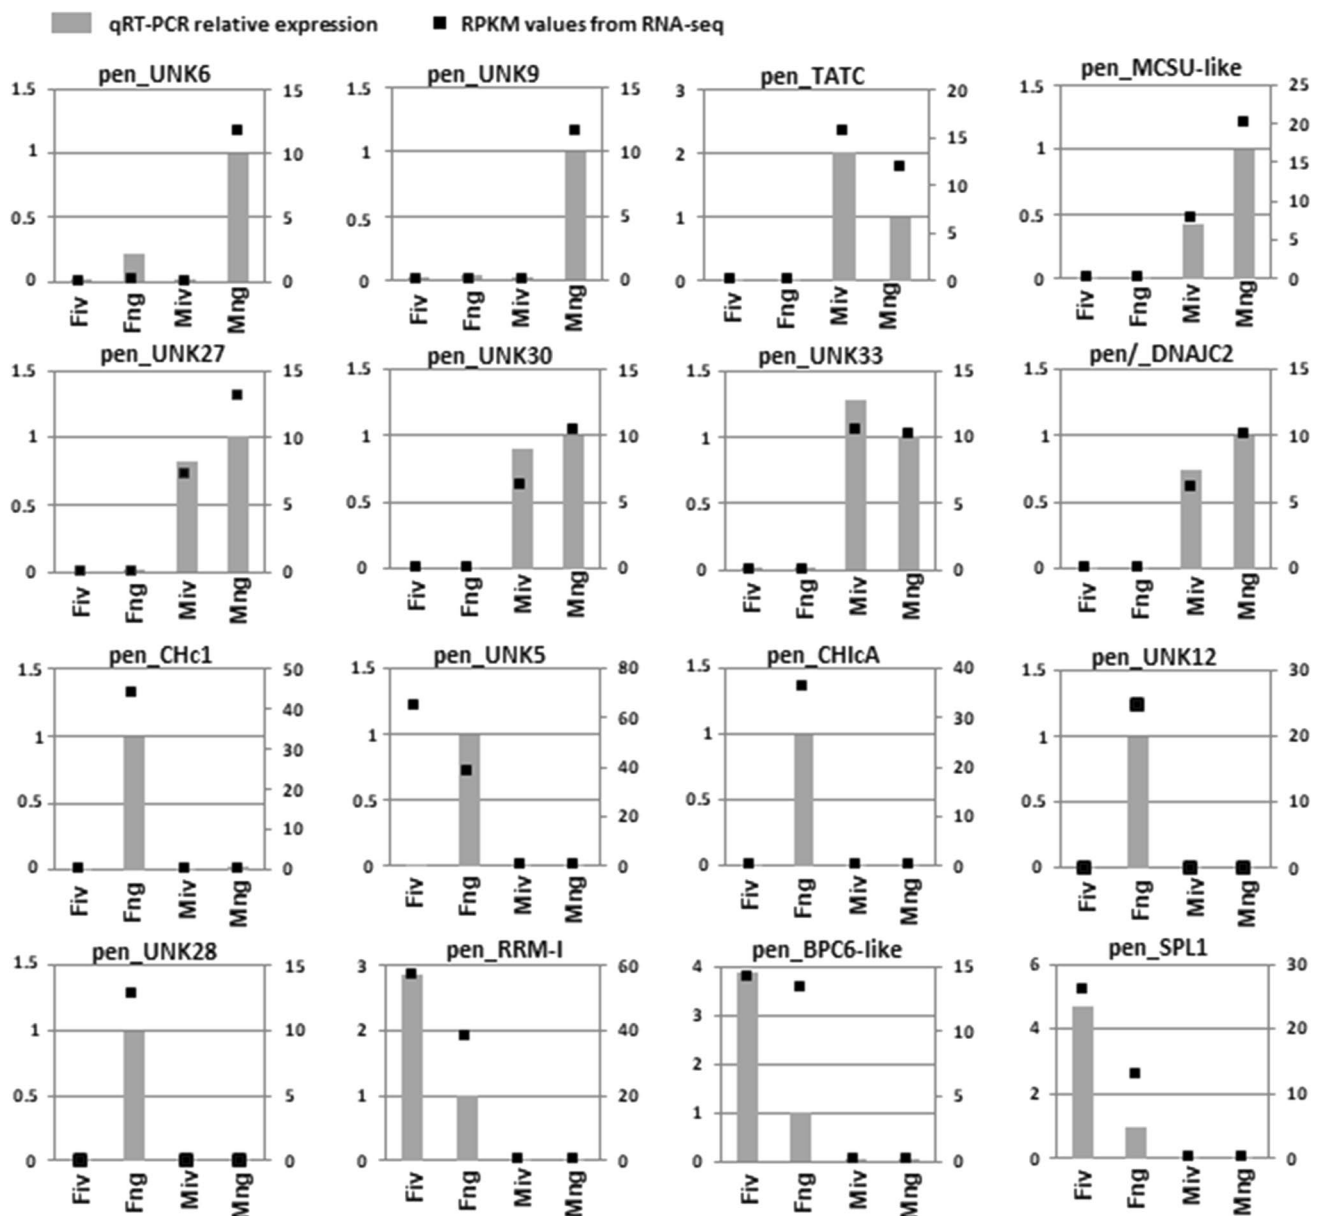 qRT-PCR relative expression RPKM values from RNA-seq
pen_UNK6 pen_UNK9 pen_TATC pen_MCSU-like
1.5 15 1.5 15 3 20 1.5 25
20
15
1 10 1 10 2 15 1 15
10
0.5 5 0.5 5 1 10 0.5 10
5 5
0 0 0 0 0 0 0 0
Fiv Fng Miv Mng Fiv Fng Miv Mng Fiv Fng Miv Mng Fiv Fng Miv Mng
pen_UNK27 pen_UNK30 pen_UNK33 pen/_DNAJC2
1.5 15 1.5 15 1.5 15 1.5 15
1 10 1 10 1 10 1 10
0.5 5 0.5 5 0.5 5 0.5 5
0 0 0 0 0 0 0 0
Fiv Fng Miv Mng Fiv Fng Miv Mng Fiv Fng Miv Mng Fiv Fng Miv Mng
pen_CHc1 pen_UNK5 pen_CHIcA pen_UNK12
1.5 50 1.5 80 1.5 40 1.5 30
40 60 30
1 30 1 40 1 20 1 20
0.5 20 0.5 20 0.5 10 0.5 10
10
0 0 0 0 0 0 0 0
Fiv Fng Miv Mng Fiv Fng Miv Mng Fiv Fng Miv Mng Fiv Fng Miv Mng
pen_UNK28 pen_RRM-I pen_BPC6-like pen_SPL1
1.5 15 3 60 4 15 6 30
1 10 2 40 3 10 4 20
0.5 5 1 20 2 5 2 10
1
0 0 0 0 0 0 0 0
Fiv Fng Miv Mng Fiv Fng Miv Mng Fiv Fng Miv Mng Fiv Fng Miv Mng